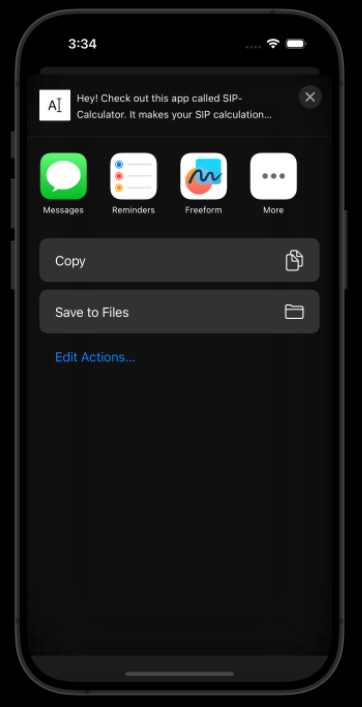 3:34
A
Hey! Check out this app called SIP-
Calculator. It makes your SIP calculation...
Messages
Reminders
Freeform
More
Copy
Save to Files
Edit Actions...